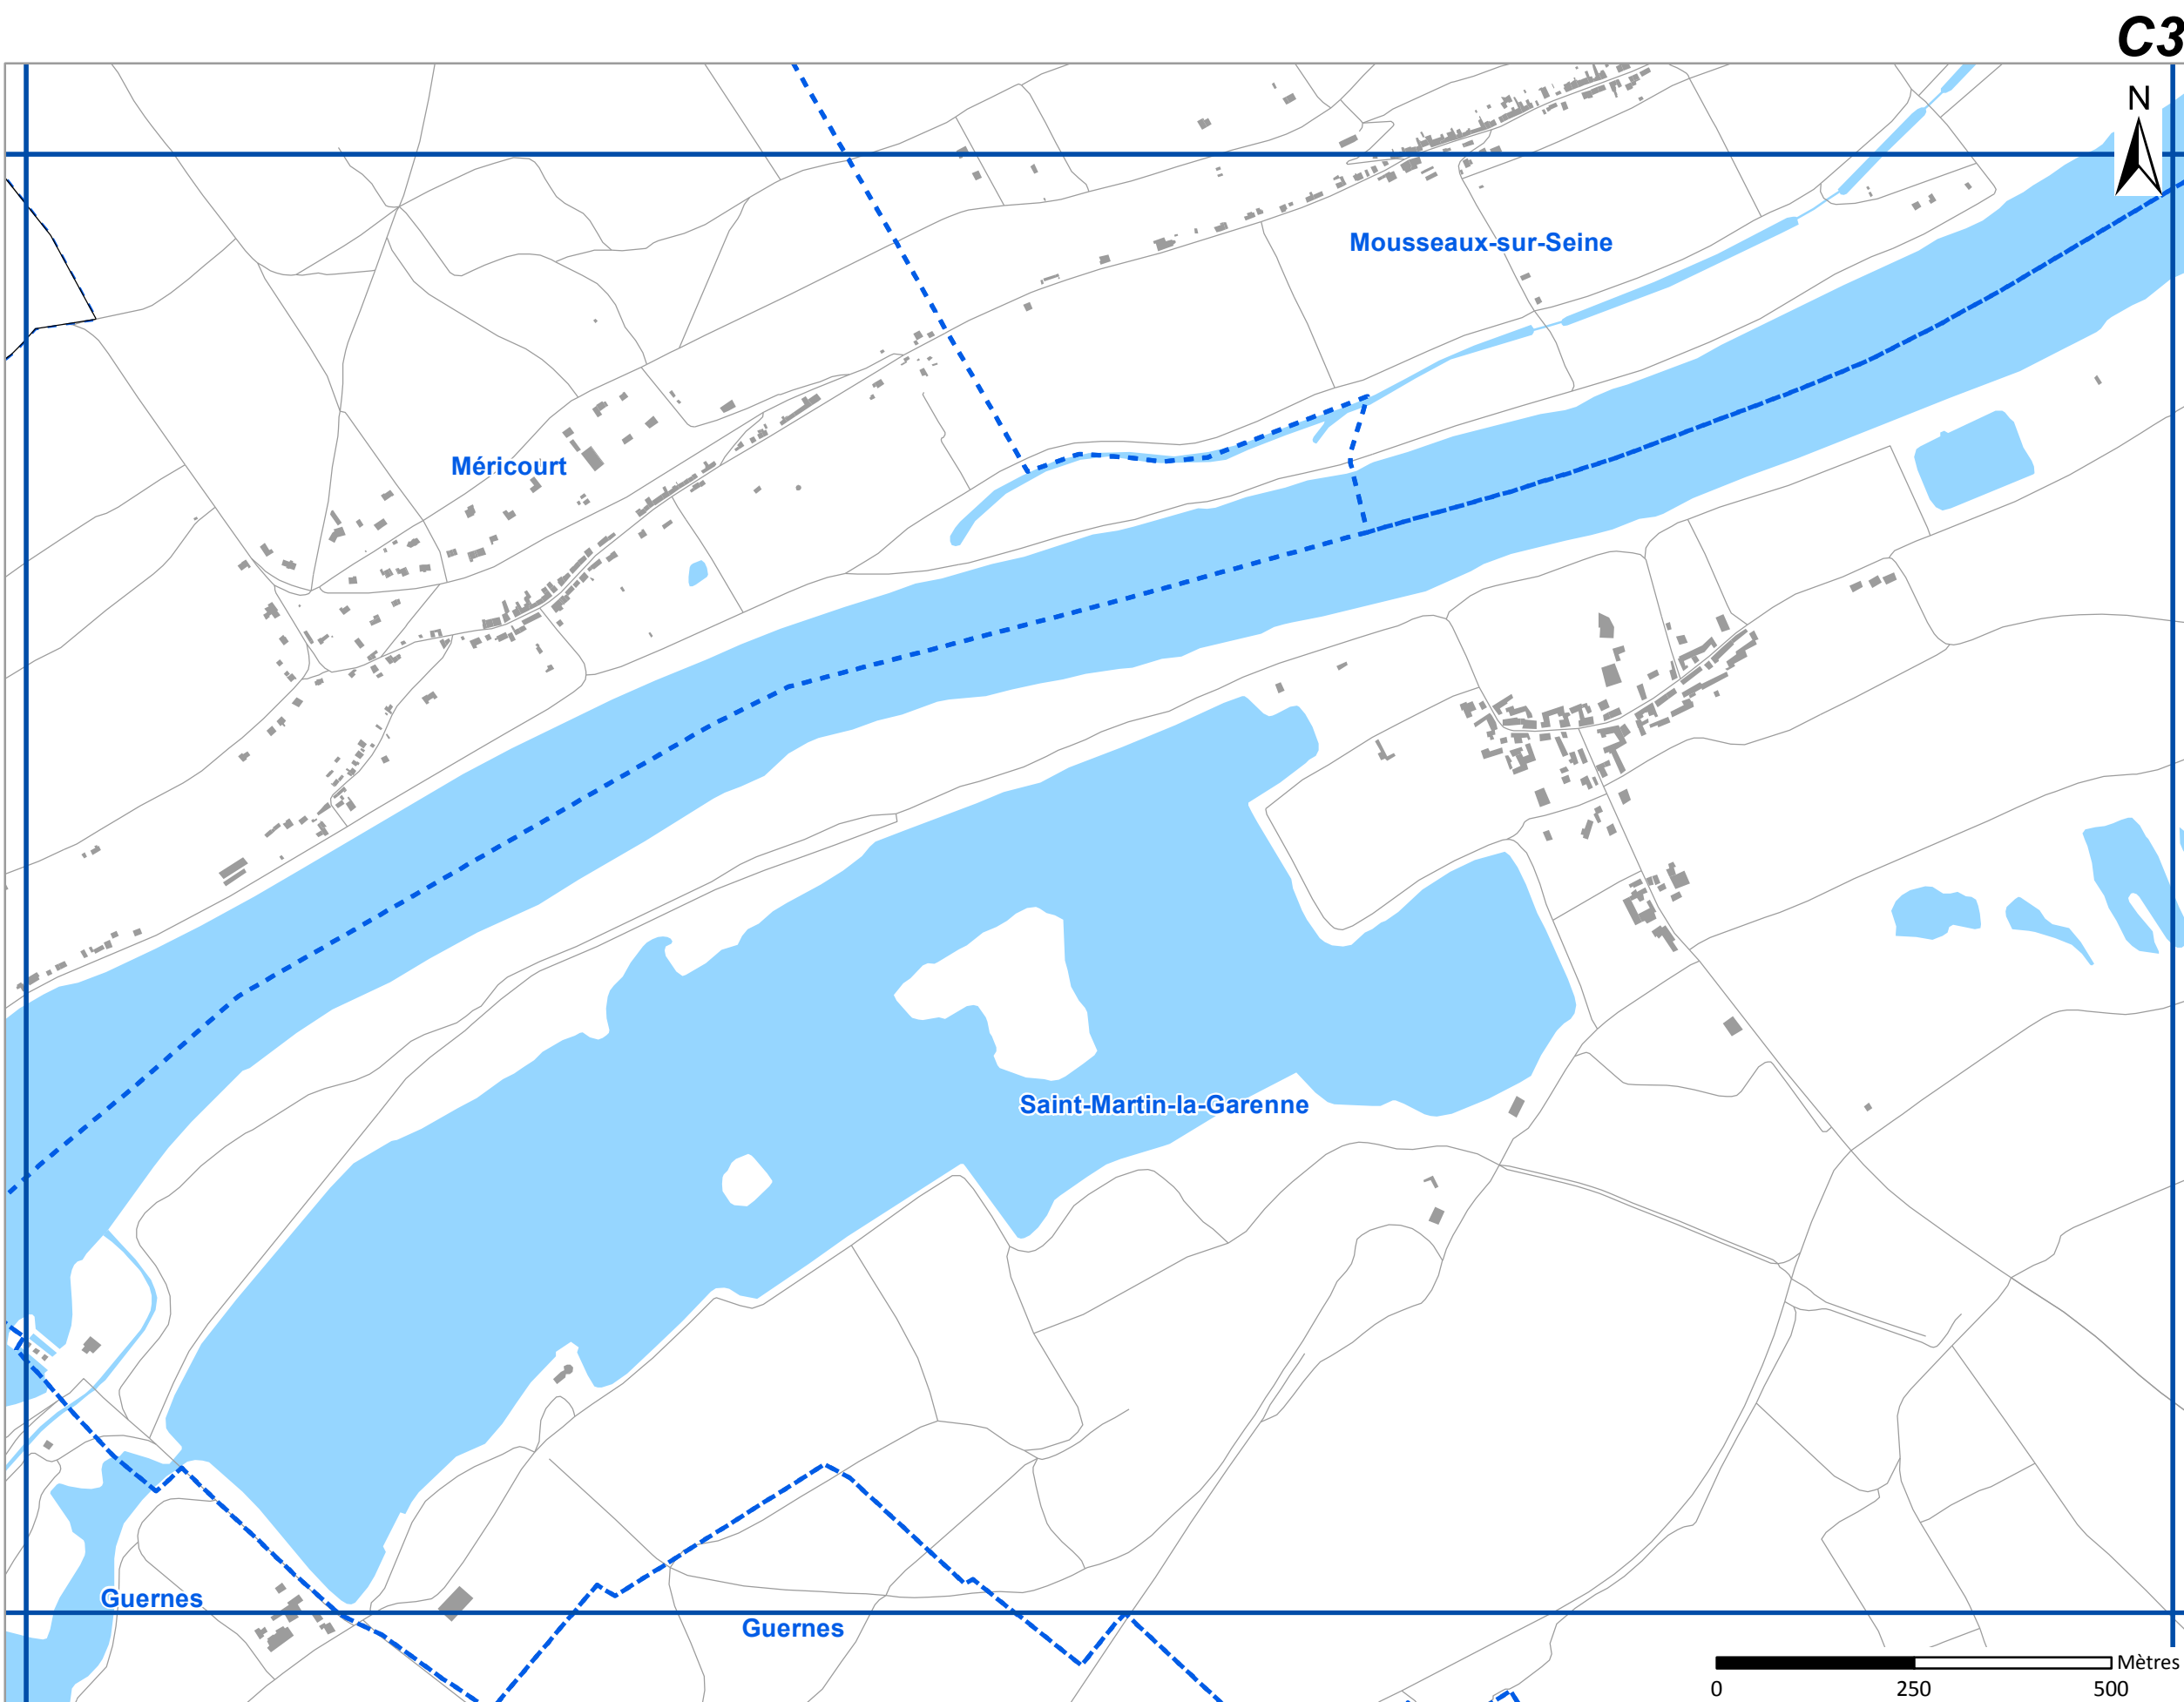 C3
N
Mousseaux-sur-Seine
Méricourt
Saint-Martin-la-Garenne
Guernes
Guernes
Mètres
0 250 500